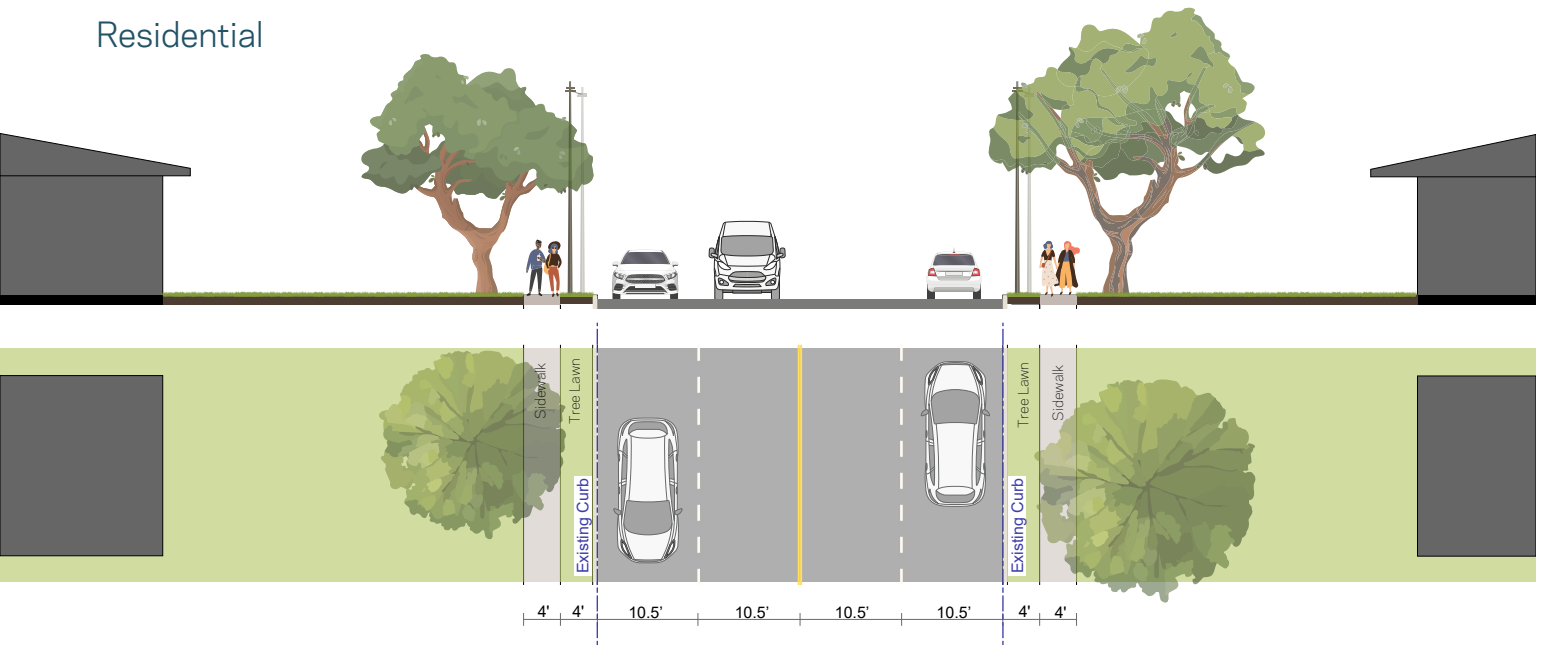 Residential
Sidewalk
Tree Lawn
Existing Curb
Tree Lawn
Sidewalk
Existing Curb
4' 4' 10.5’ 10.5’ 10.5’ 10.5’ 4' 4'